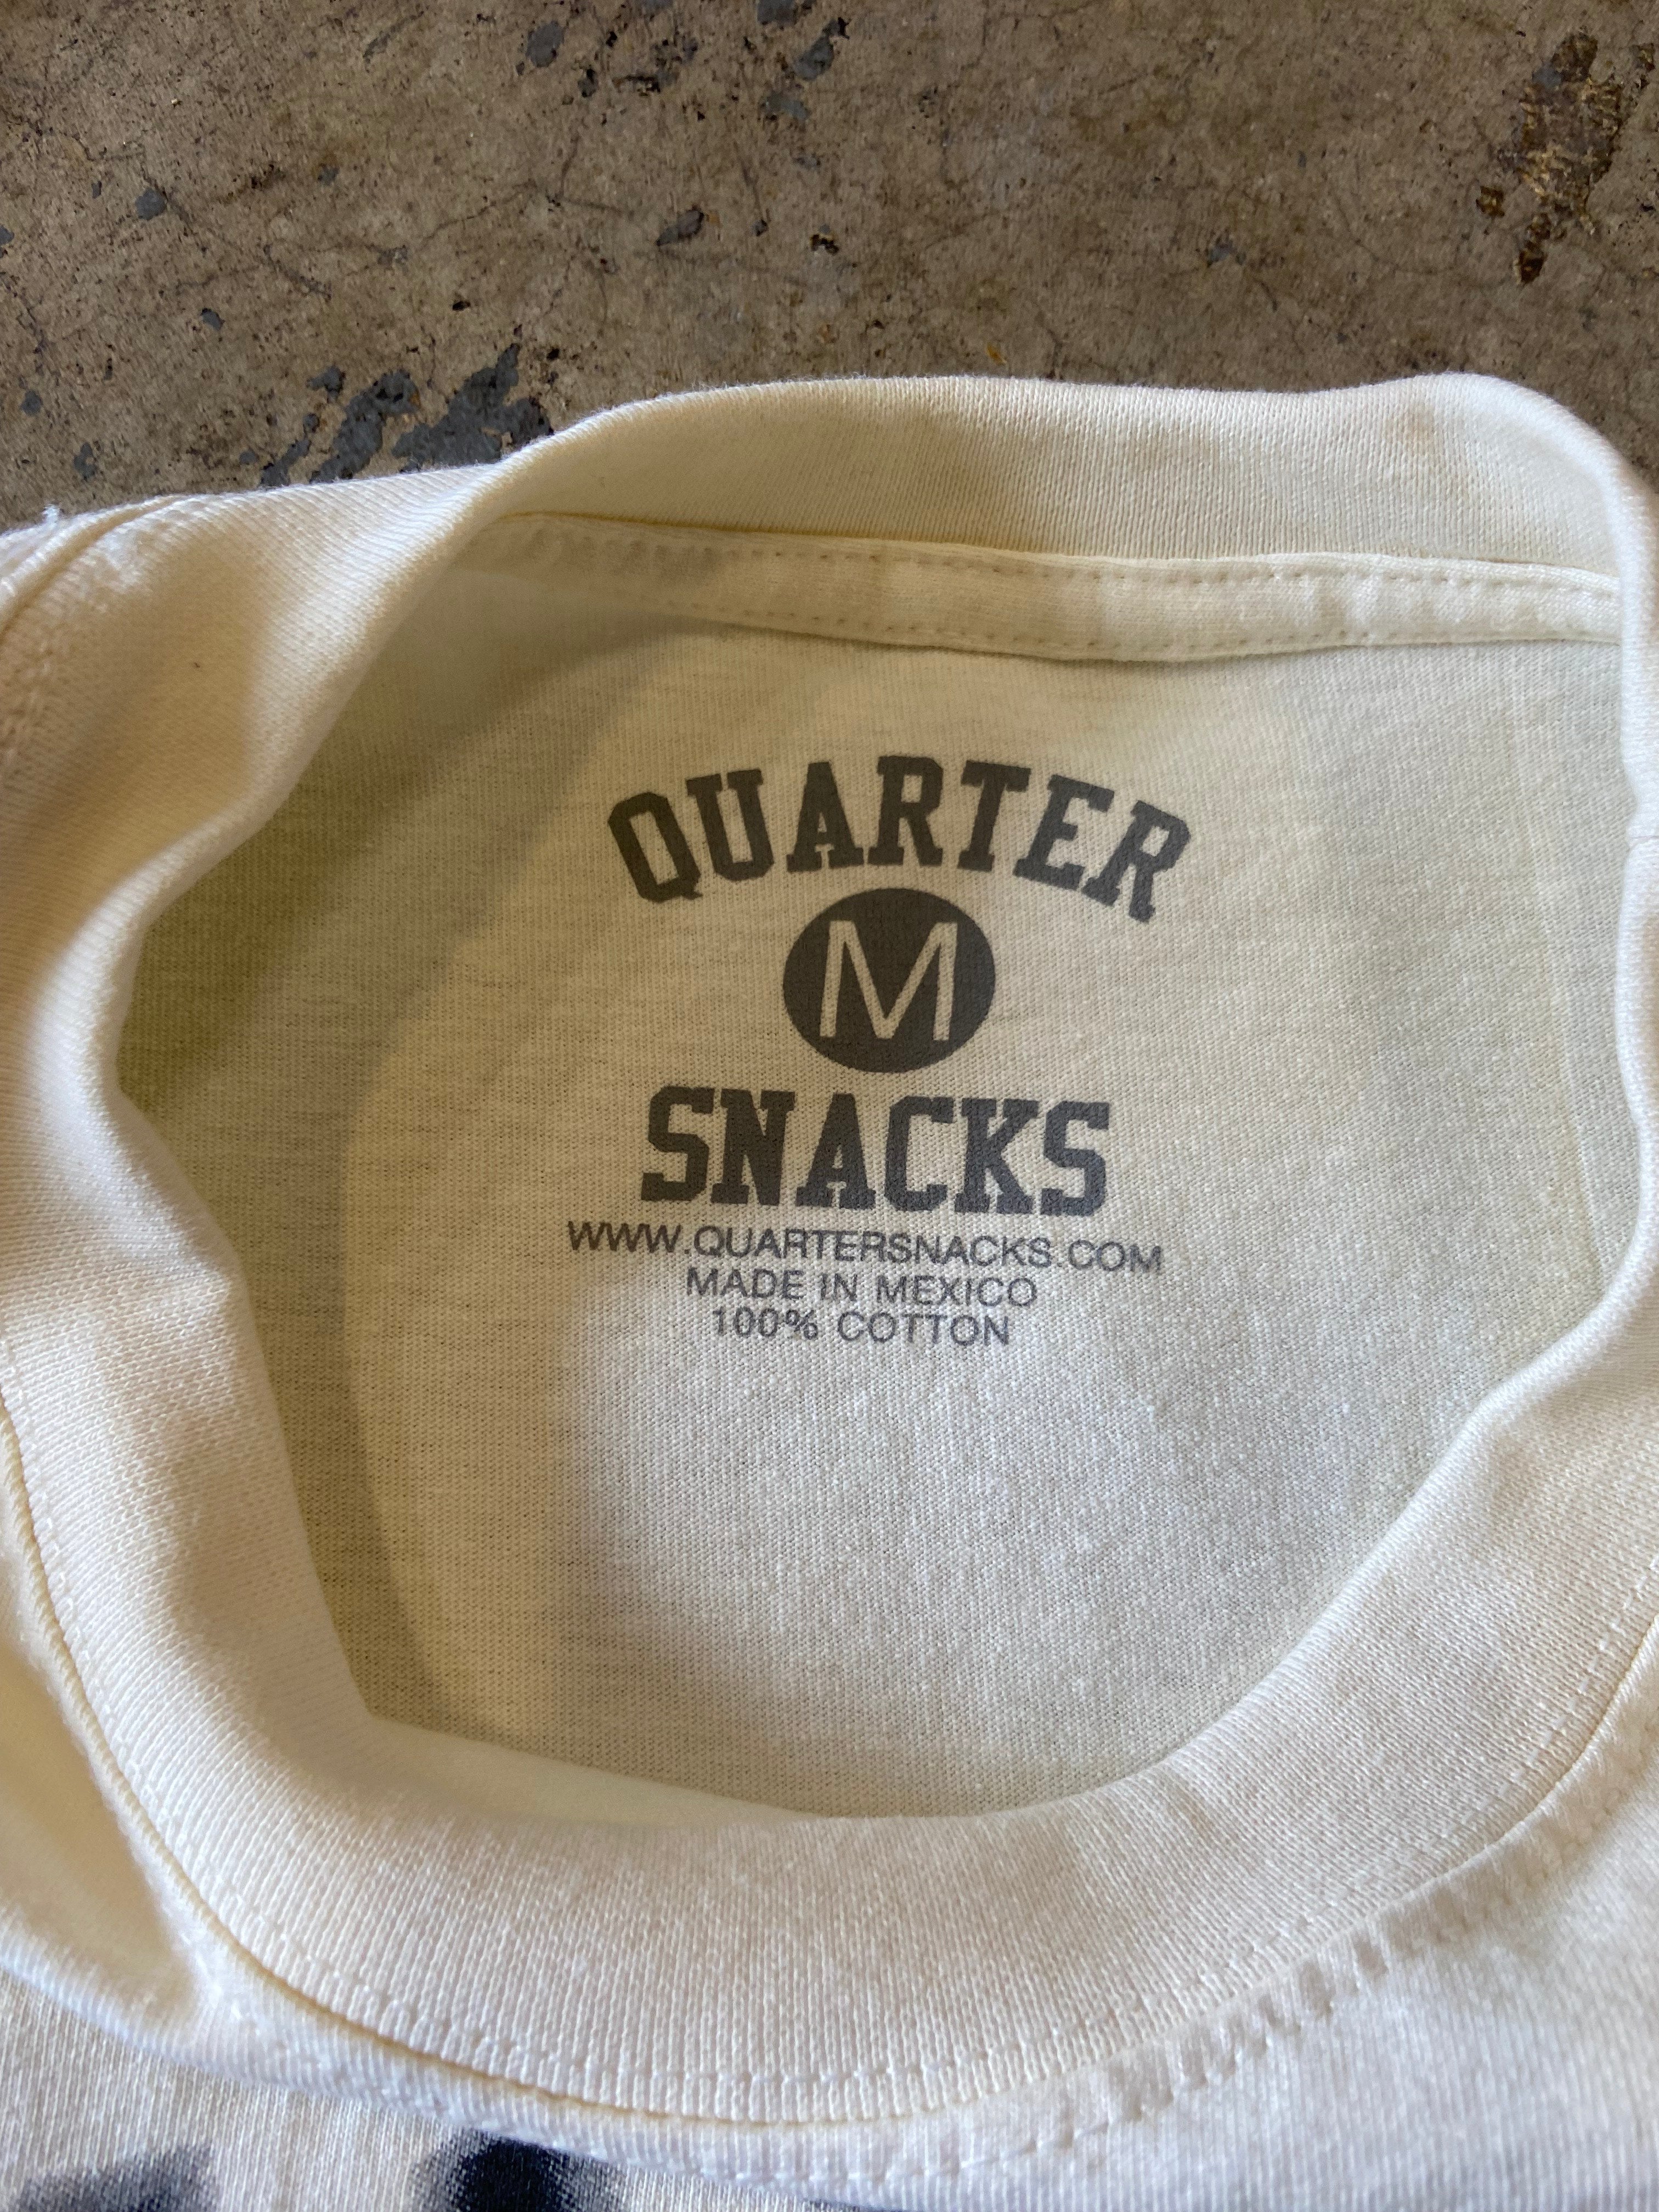 QUARTER
M
SNACKS
WWW.QUARTERSNACKS.COM
MADE IN MEXICO
100% COTTON